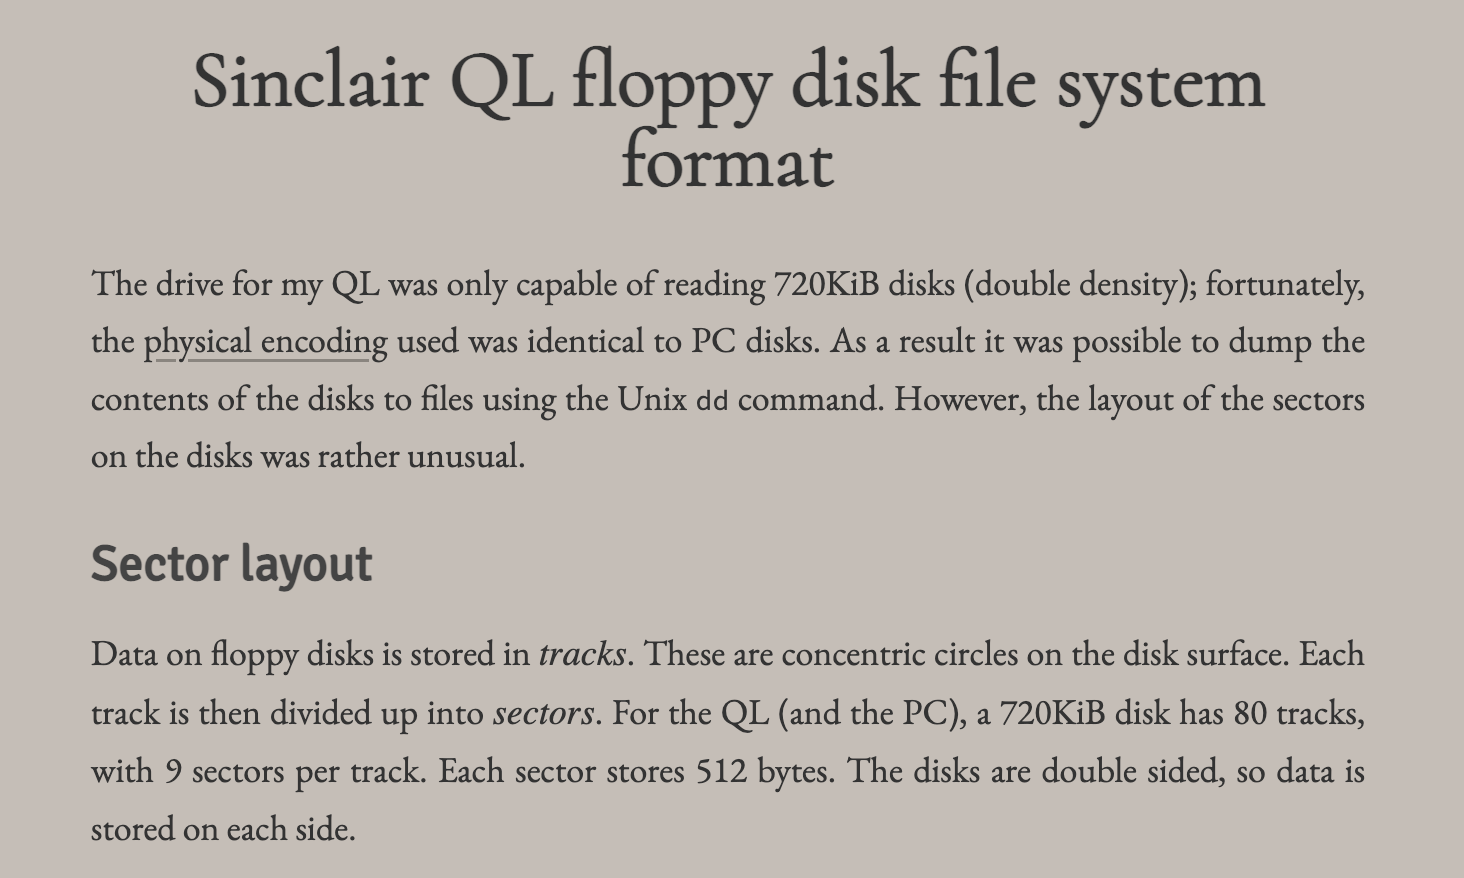 Sinclair QL floppy disk file system
format
The drive for my QL was only capable of reading 720KiB disks (double density); fortunately,
the physical encoding used was identical to PC disks. As a result it was possible to dump the
contents of the disks to files using the Unix dd command. However, the layout of the sectors
on the disks was rather unusual.
Sector layout
Data on floppy disks is stored in tracks. These are concentric circles on the disk surface. Each
track is then divided up into sectors. For the QL (and the PC), a 720KiB disk has 80 tracks,
with 9 sectors per track. Each sector stores 512 bytes. The disks are double sided, so data is
stored on each side.